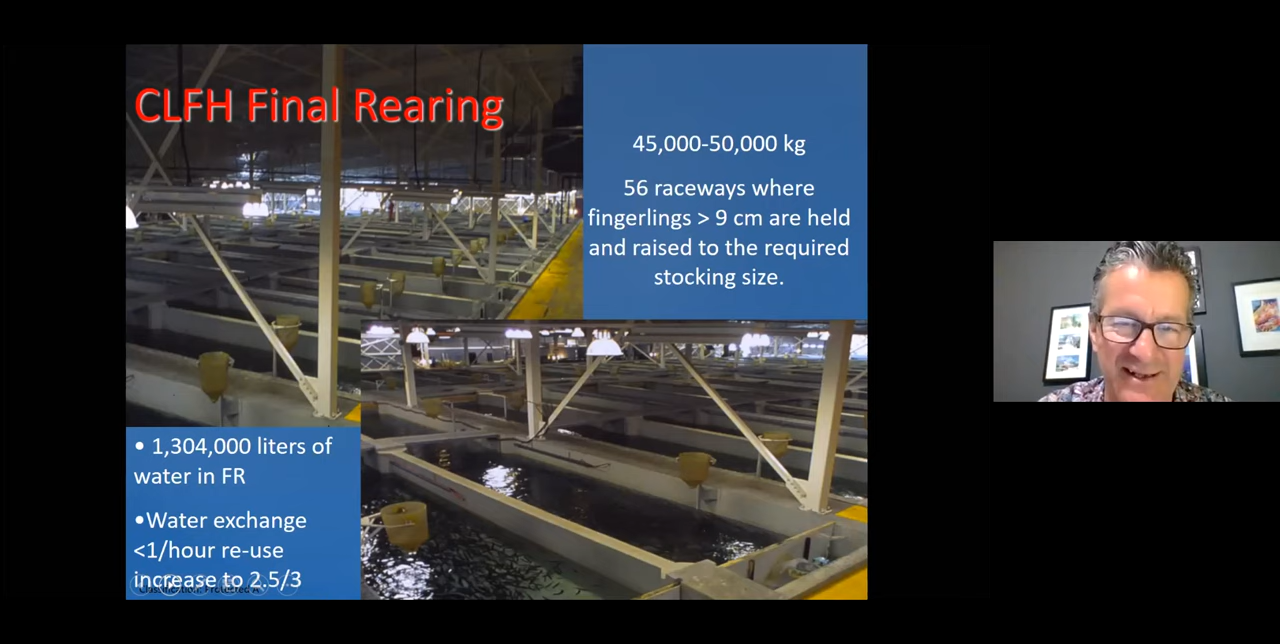 CLFH Final Rearing
45,000-50,000 kg
56 raceways where
fingerlings > 9 cm are held
and raised to the required
stocking size.
• 1,304,000 liters of
water in FR
•Water exchange
<1/hour re-use
increase to 2.5/3
Classification: Protected A